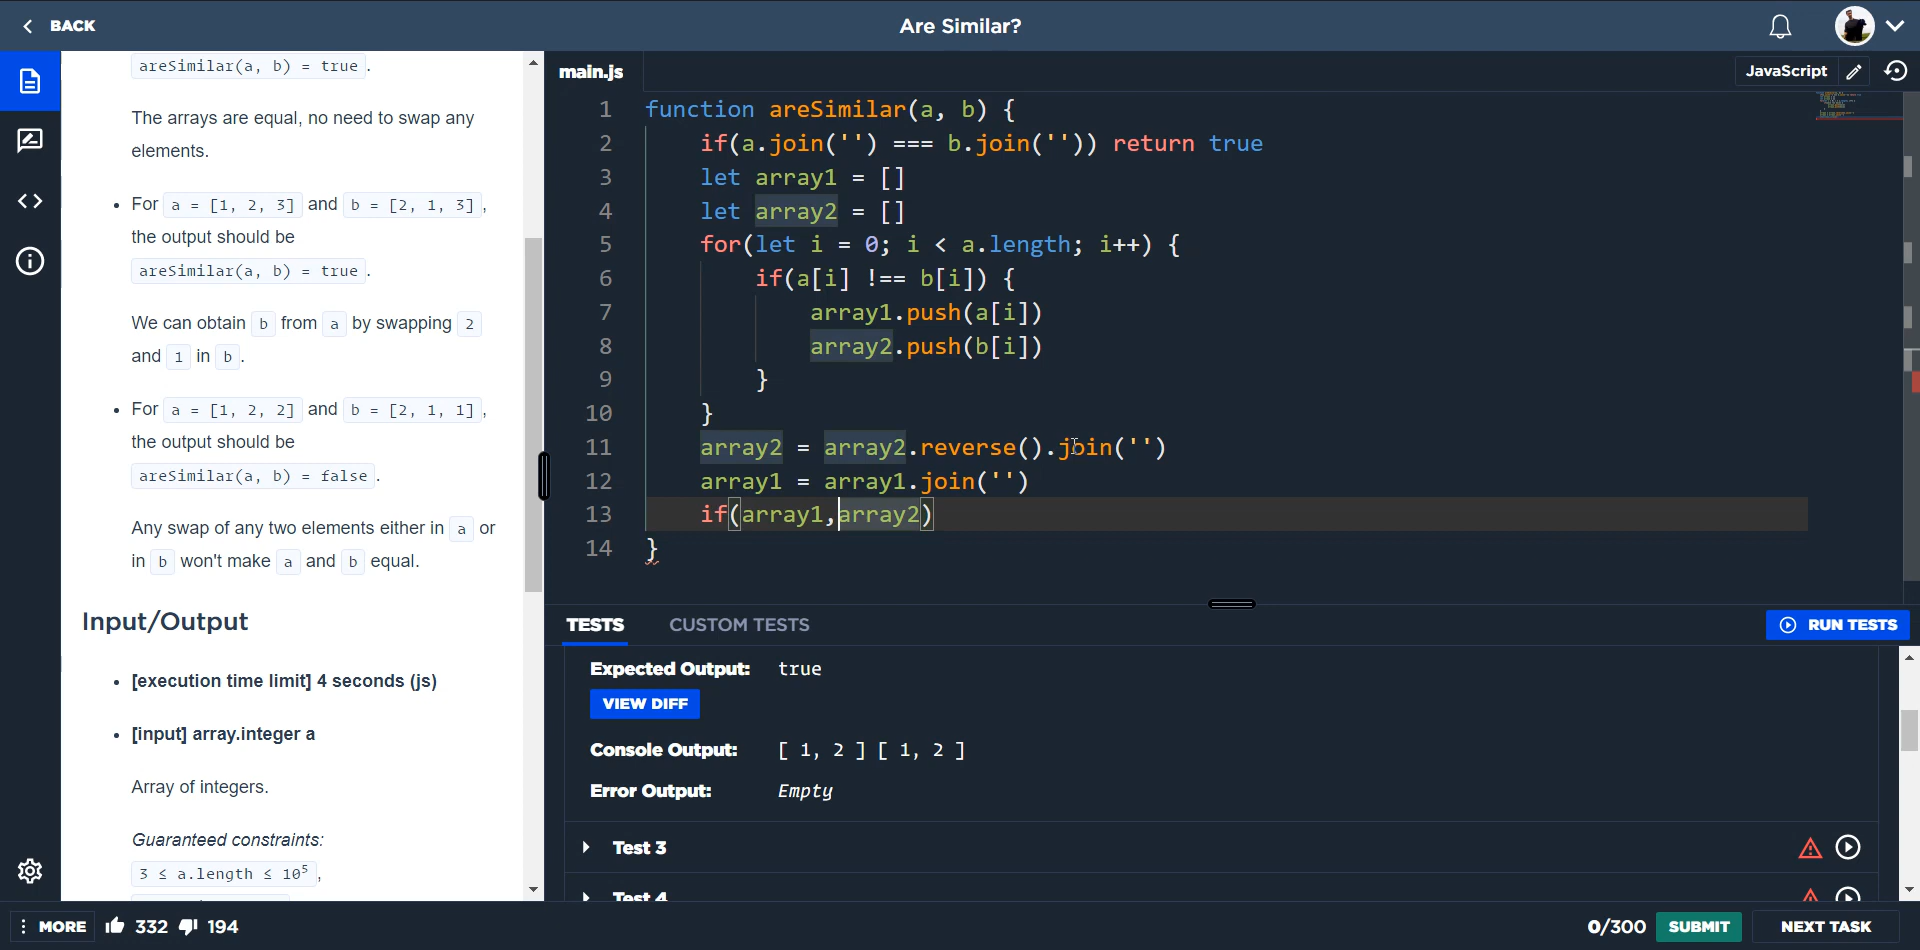 BACK
Are Similar?
areSimilar(a, b) = true.
The arrays are equal, no need to swap any
elements.
For a = [1, 2, 3] and b = [2, 1, 3],
the output should be
areSimilar(a, b) = true.
We can obtain b from a by swapping 2
and 1 in b.
For a = [1, 2, 2] and b = [2, 1, 1],
the output should be
areSimilar(a, b) = false.
Any swap of any two elements either in a or
in b won't make a and b equal.
Input/Output
[execution time limit] 4 seconds (js)
[input] array.integer a
Array of integers.
Guaranteed constraints:
3 ≤ a.length ≤ 10⁵,
main.js
JavaScript
1 function areSimilar(a, b) {
2 if(a.join('') === b.join('')) return true
3 let array1 = []
4 let array2 = []
5 for(let i = 0; i < a.length; i++) {
6 if(a[i] !== b[i]) {
7 array1.push(a[i])
8 array2.push(b[i])
9 }
10 }
11 array2 = array2.reverse().join('')
12 array1 = array1.join('')
13 if(array1,array2)
14 }
TESTS
CUSTOM TESTS
RUN TESTS
Expected Output: true
VIEW DIFF
Console Output: [ 1, 2 ] [ 1, 2 ]
Error Output: Empty
Test 3
Test 4
MORE
332
194
0/300
SUBMIT
NEXT TASK